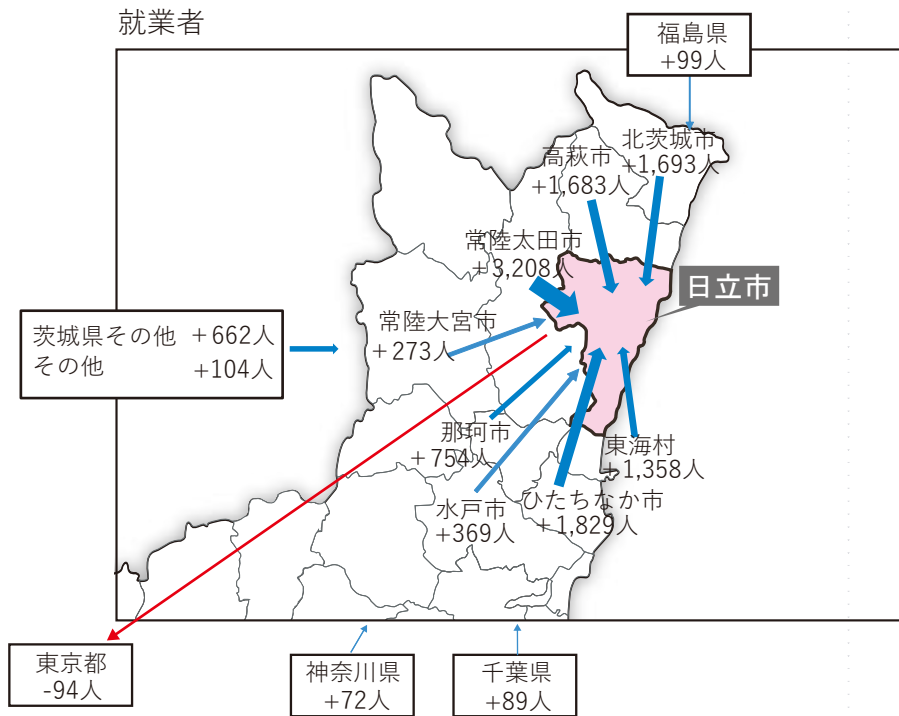 就業者
福島県
+99人
北茨城市
+1,693人
高萩市
+1,683人
常陸太田市
+3,208人
日立市
常陸大宮市
+273人
茨城県その他 +662人
その他 +104人
那珂市
+754人
東海村
+1,358人
水戸市
+369人
ひたちなか市
+1,829人
東京都
-94人
神奈川県
+72人
千葉県
+89人